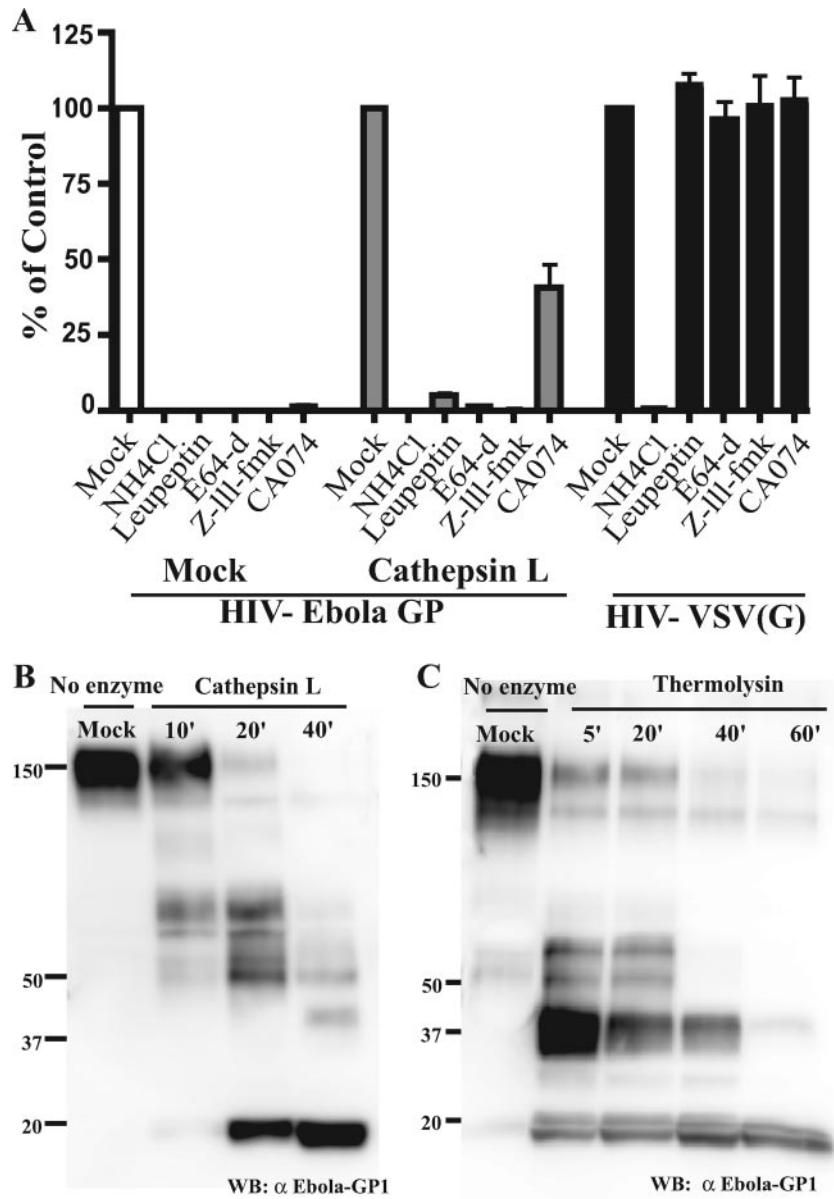 A
% of Control
125
100
75
50
25
0
Mock
NH4Cl
Leupeptin
E64-d
Z-lll-fmk
CA074
Mock
NH4Cl
Leupeptin
E64-d
Z-lll-fmk
CA074
Mock
NH4Cl
Leupeptin
E64-d
Z-lll-fmk
CA074
Mock
Cathepsin L
HIV- Ebola GP
HIV- VSV(G)
B
No enzyme
Cathepsin L
Mock
10'
20'
40'
150
50
37
20
WB: α Ebola-GP1
C
No enzyme
Thermolysin
Mock
5'
20'
40'
60'
150
50
37
20
WB: α Ebola-GP1